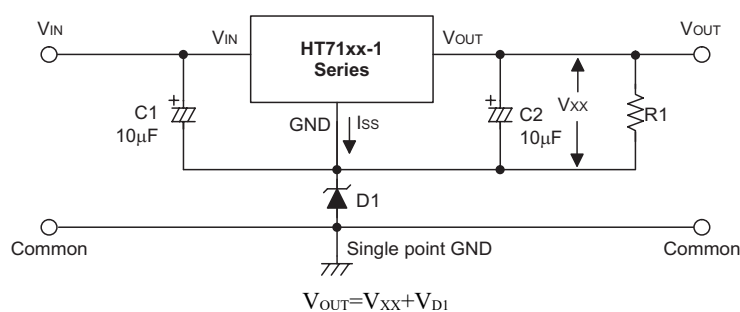 VIN
VIN
HT71xx-1
Series
VOUT
VOUT
C1
10µF
GND
ISS
C2
10µF
VXX
R1
D1
Common
Single point GND
Common
VOUT=VXX+VD1